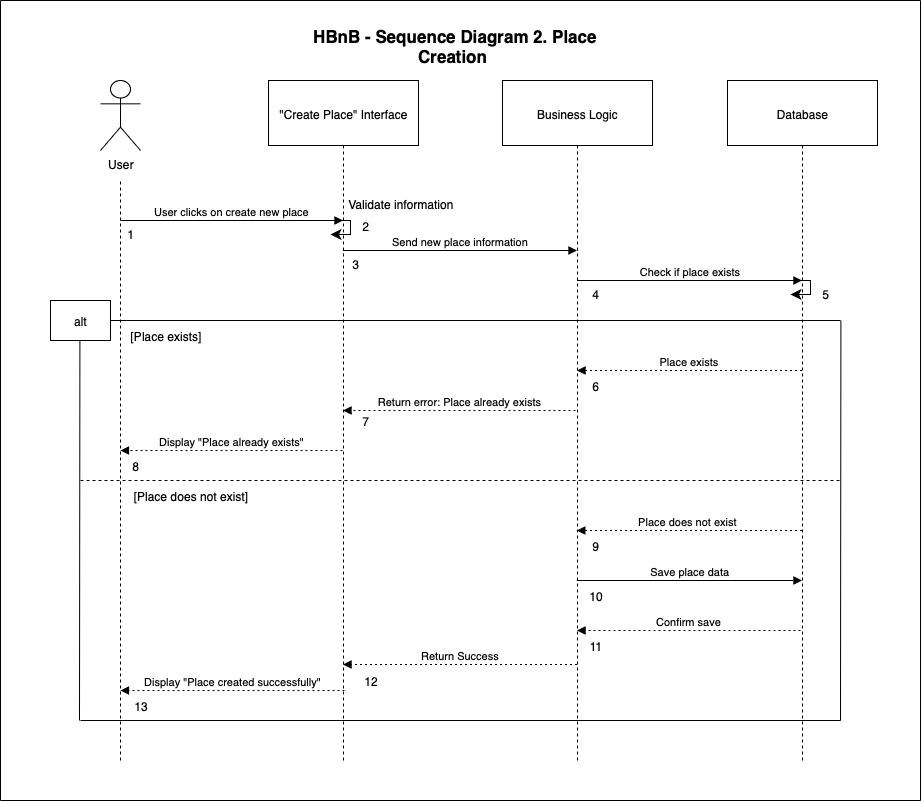 HBnB - Sequence Diagram 2. Place
Creation
"Create Place" Interface
Business Logic
Database
User
Validate information
User clicks on create new place
2
1
Send new place information
3
Check if place exists
4
5
alt
[Place exists]
Place exists
6
Return error: Place already exists
7
Display "Place already exists"
8
[Place does not exist]
Place does not exist
9
Save place data
10
Confirm save
11
Return Success
12
Display "Place created successfully"
13